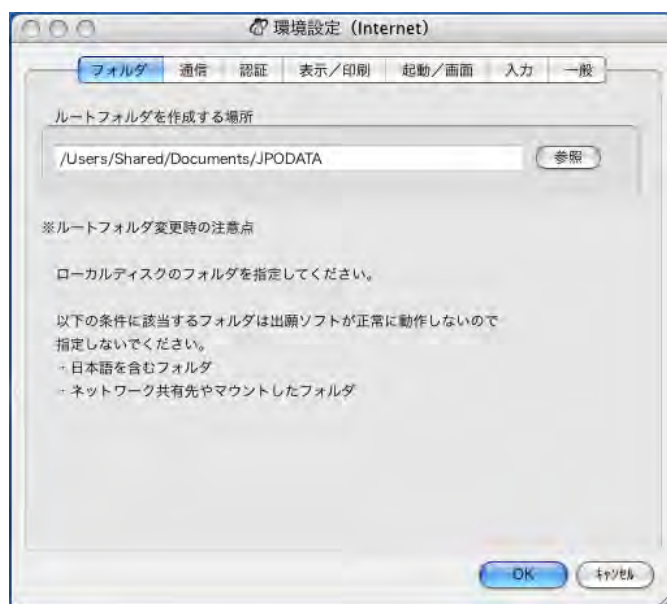 環境設定（Internet）
フォルダ 通信 認証 表示／印刷 起動／画面 入力 一般
ルートフォルダを作成する場所
/Users/Shared/Documents/JPODATA 参照
※ルートフォルダ変更時の注意点
ローカルディスクのフォルダを指定してください。
以下の条件に該当するフォルダは出願ソフトが正常に動作しないので
指定しないでください。
・日本語を含むフォルダ
・ネットワーク共有先やマウントしたフォルダ
OK ｷｬﾝｾﾙ